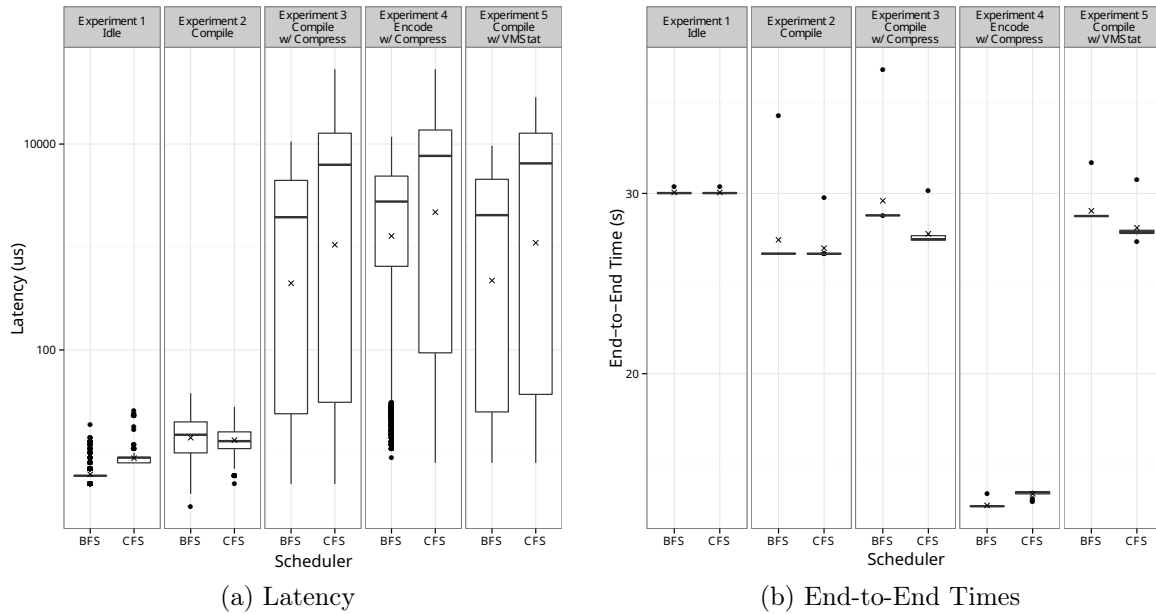 Experiment 1
Idle
Experiment 2
Compile
Experiment 3
Compile
w/ Compress
Experiment 4
Encode
w/ Compress
Experiment 5
Compile
w/ VMStat
10000
100
Latency (us)
BFS CFS BFS CFS BFS CFS BFS CFS BFS CFS
Scheduler
(a) Latency
Experiment 1
Idle
Experiment 2
Compile
Experiment 3
Compile
w/ Compress
Experiment 4
Encode
w/ Compress
Experiment 5
Compile
w/ VMStat
30
20
End−to−End Time (s)
BFS CFS BFS CFS BFS CFS BFS CFS BFS CFS
Scheduler
(b) End-to-End Times